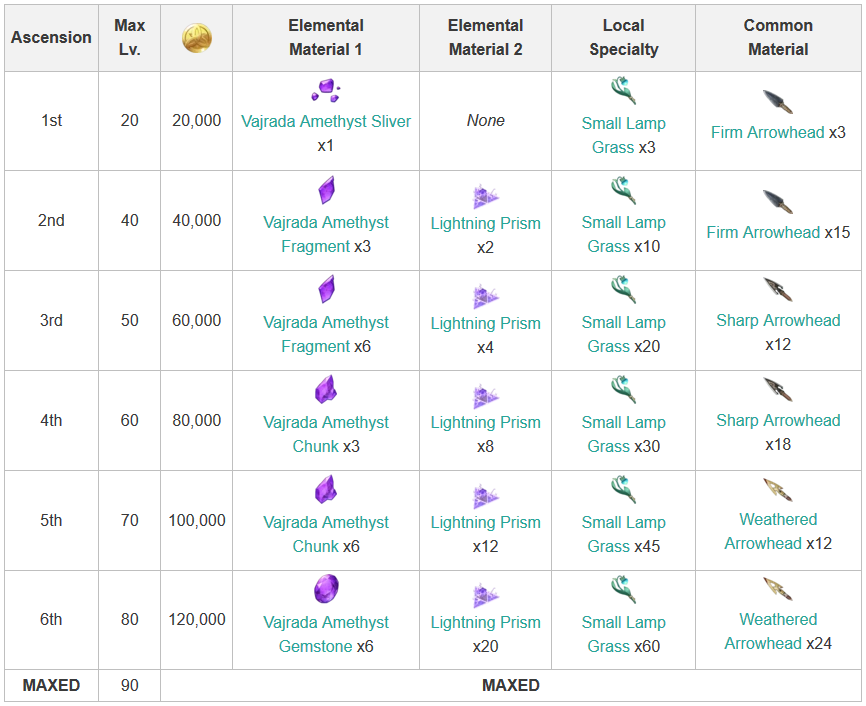 Ascension Max Lv. Elemental Material 1 Elemental Material 2 Local Specialty Common Material
1st 20 20,000 Vajrada Amethyst Sliver x1 None Small Lamp Grass x3 Firm Arrowhead x3
2nd 40 40,000 Vajrada Amethyst Fragment x3 Lightning Prism x2 Small Lamp Grass x10 Firm Arrowhead x15
3rd 50 60,000 Vajrada Amethyst Fragment x6 Lightning Prism x4 Small Lamp Grass x20 Sharp Arrowhead x12
4th 60 80,000 Vajrada Amethyst Chunk x3 Lightning Prism x8 Small Lamp Grass x30 Sharp Arrowhead x18
5th 70 100,000 Vajrada Amethyst Chunk x6 Lightning Prism x12 Small Lamp Grass x45 Weathered Arrowhead x12
6th 80 120,000 Vajrada Amethyst Gemstone x6 Lightning Prism x20 Small Lamp Grass x60 Weathered Arrowhead x24
MAXED 90 MAXED